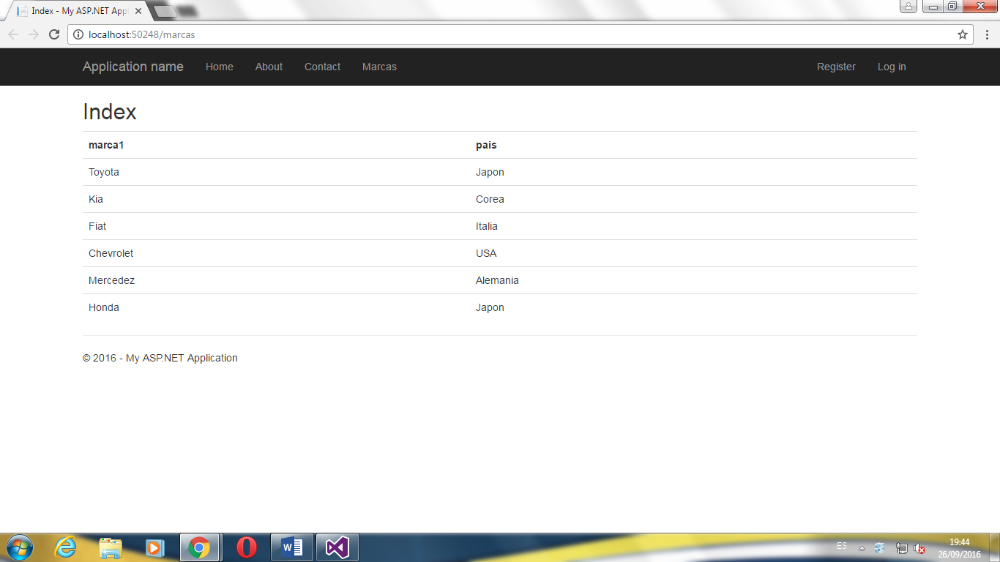 Index - My ASP.NET Appl
localhost:50248/marcas
Application name Home About Contact Marcas Register Log in
Index
marca1 pais
Toyota Japon
Kia Corea
Fiat Italia
Chevrolet USA
Mercedez Alemania
Honda Japon
© 2016 - My ASP.NET Application
ES 19:44
26/09/2016